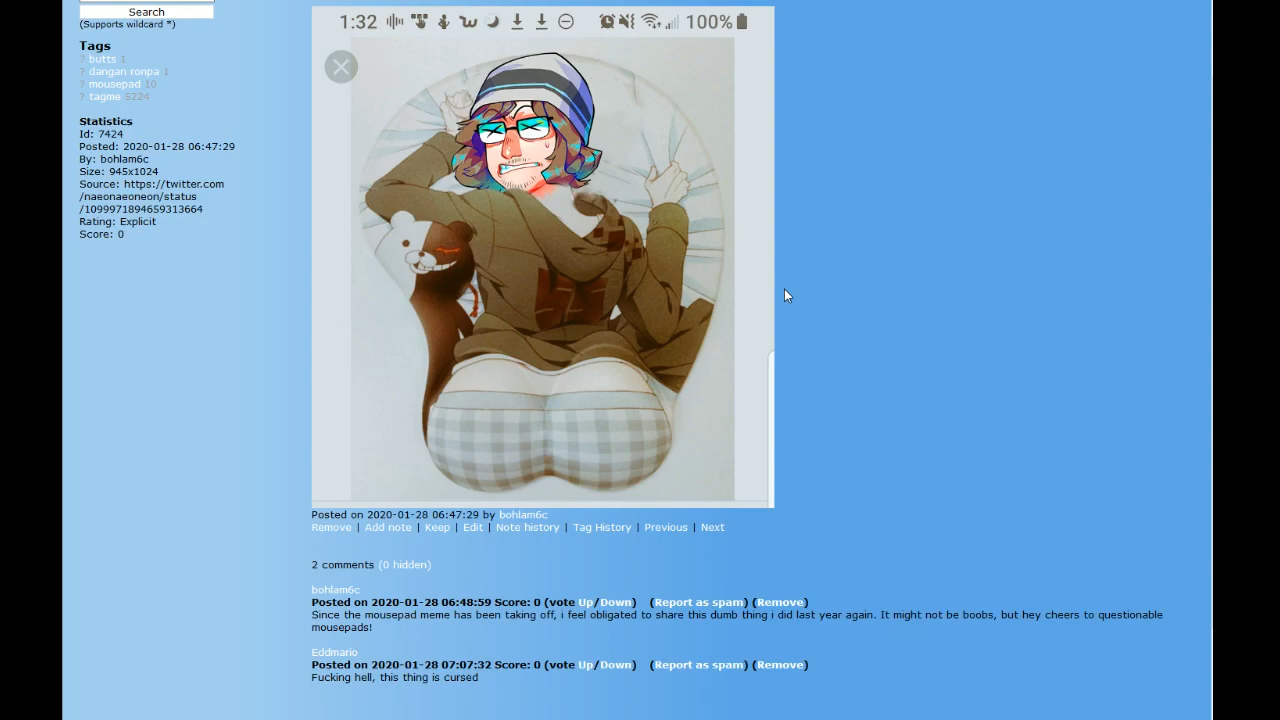 Search
(Supports wildcard *)
Tags
? butts 1
? dangan ronpa 1
? mousepad 10
? tagme 5224
Statistics
Id: 7424
Posted: 2020-01-28 06:47:29
By: bohlam6c
Size: 945x1024
Source: https://twitter.com
/naeonaeoneon/status
/1099971894659313664
Rating: Explicit
Score: 0
1:32
100%
Posted on 2020-01-28 06:47:29 by bohlam6c
Remove | Add note | Keep | Edit | Note history | Tag History | Previous | Next
2 comments (0 hidden)
bohlam6c
Posted on 2020-01-28 06:48:59 Score: 0 (vote Up/Down) (Report as spam) (Remove)
Since the mousepad meme has been taking off, i feel obligated to share this dumb thing i did last year again. It might not be boobs, but hey cheers to questionable
mousepads!
Eddmario
Posted on 2020-01-28 07:07:32 Score: 0 (vote Up/Down) (Report as spam) (Remove)
Fucking hell, this thing is cursed